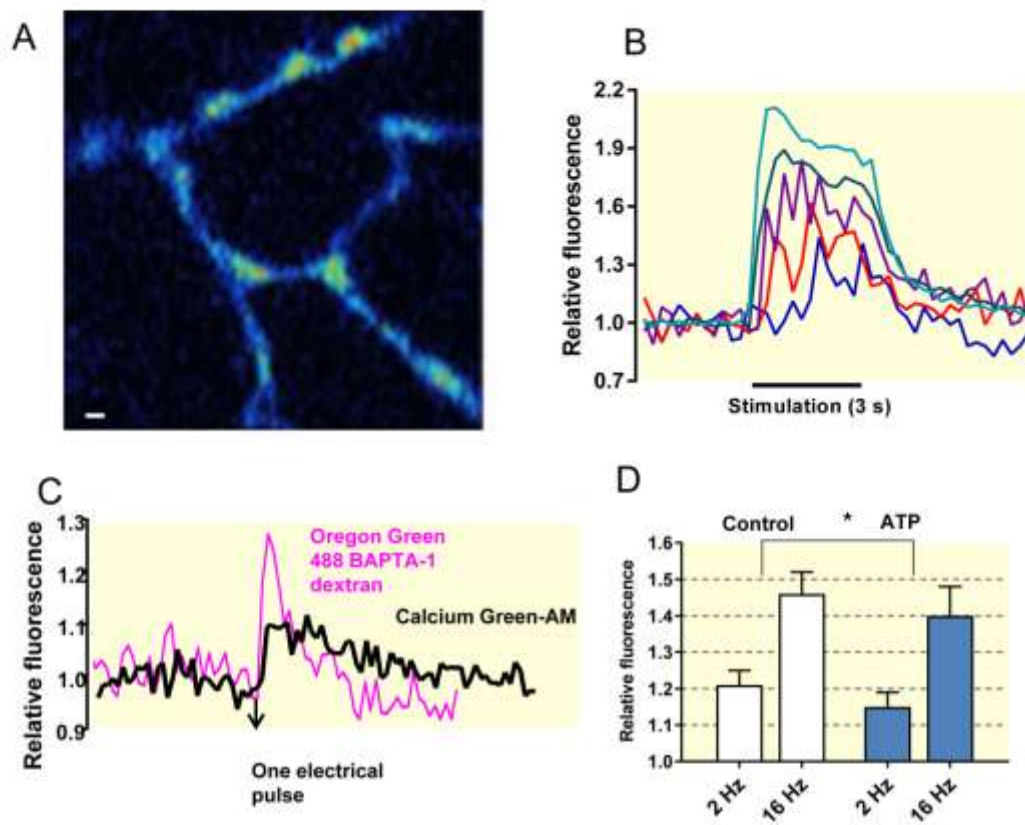 A
B
Relative fluorescence
2.2
1.9
1.6
1.3
1.0
0.7
Stimulation (3 s)
C
Relative fluorescence
1.3
1.2
1.1
1.0
0.9
Oregon Green
488 BAPTA-1
dextran
Calcium Green-AM
One electrical
pulse
D
Control * ATP
Relative fluorescence
1.6
1.5
1.4
1.3
1.2
1.1
1.0
2 Hz
16 Hz
2 Hz
16 Hz